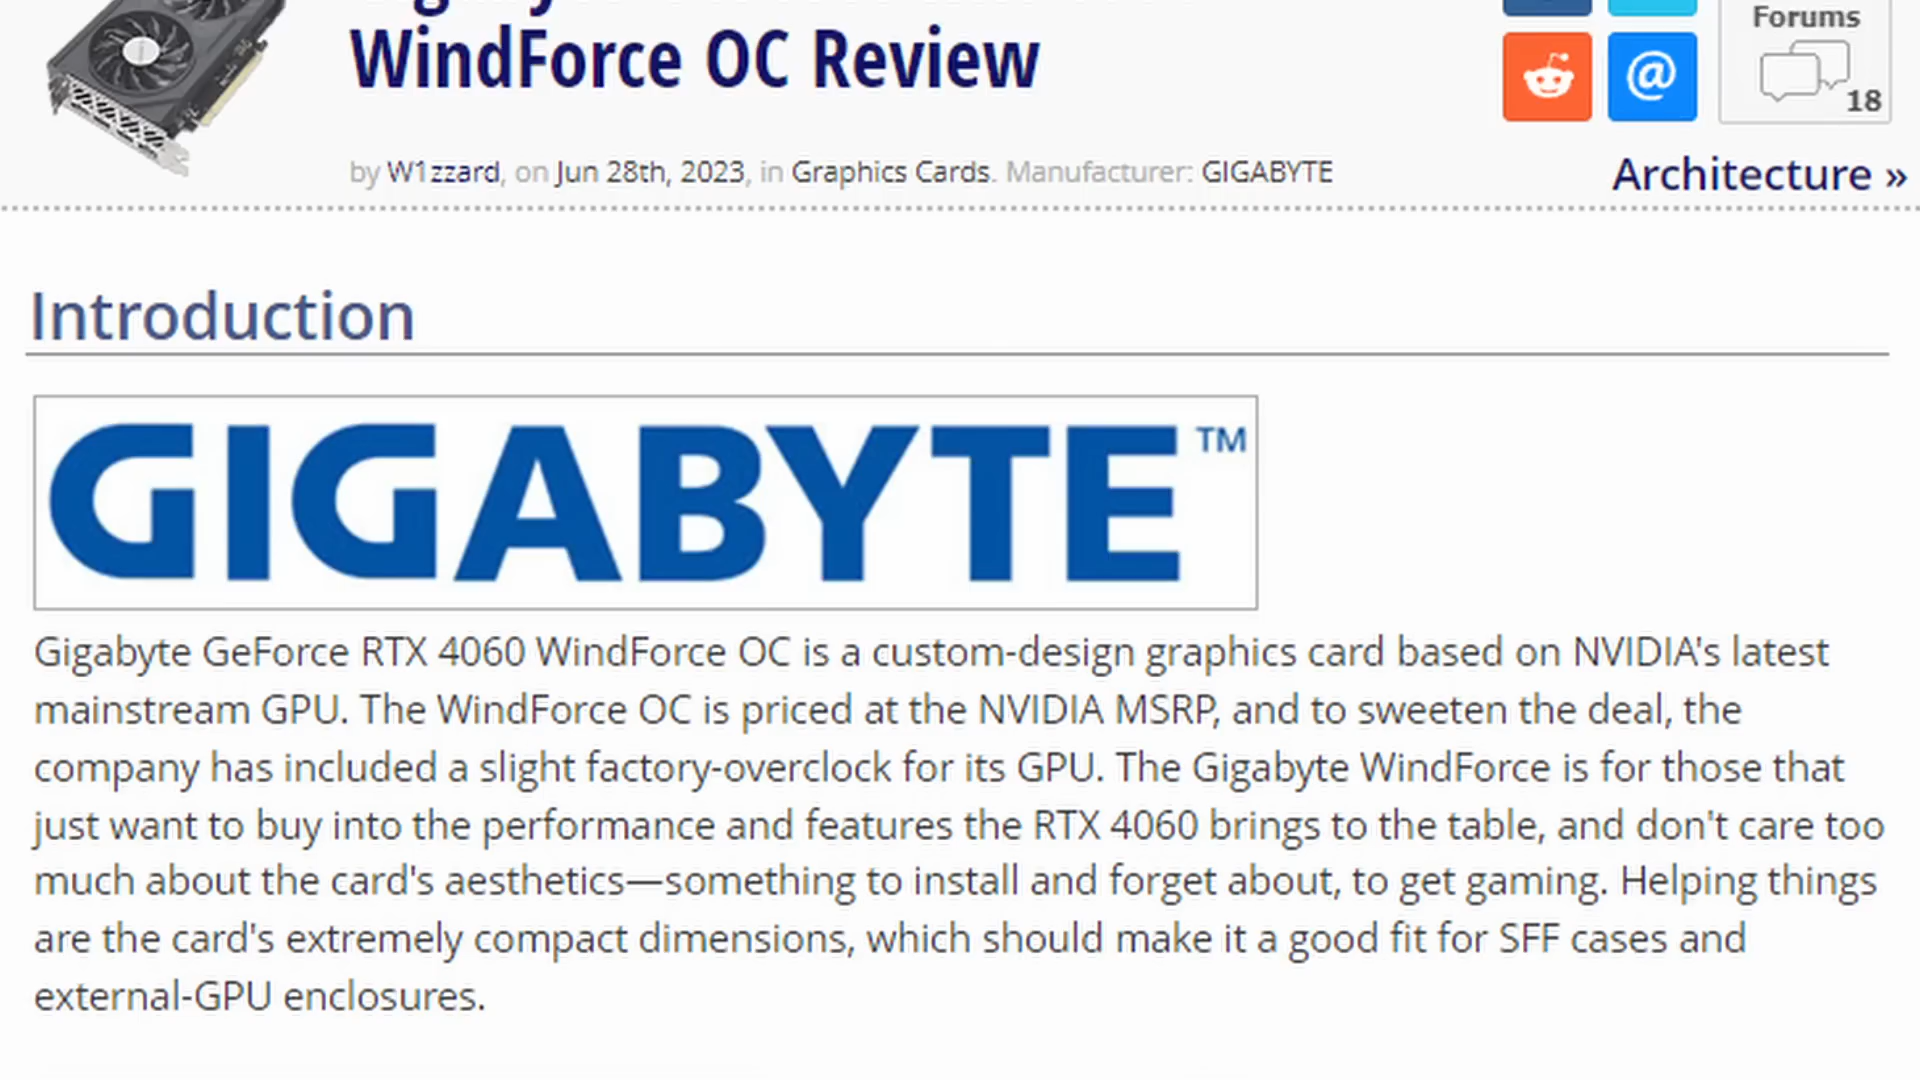 WindForce OC Review
Forums
18
by W1zzard, on Jun 28th, 2023, in Graphics Cards. Manufacturer: GIGABYTE
Architecture »
Introduction
GIGABYTE™
Gigabyte GeForce RTX 4060 WindForce OC is a custom-design graphics card based on NVIDIA's latest
mainstream GPU. The WindForce OC is priced at the NVIDIA MSRP, and to sweeten the deal, the
company has included a slight factory-overclock for its GPU. The Gigabyte WindForce is for those that
just want to buy into the performance and features the RTX 4060 brings to the table, and don't care too
much about the card's aesthetics—something to install and forget about, to get gaming. Helping things
are the card's extremely compact dimensions, which should make it a good fit for SFF cases and
external-GPU enclosures.